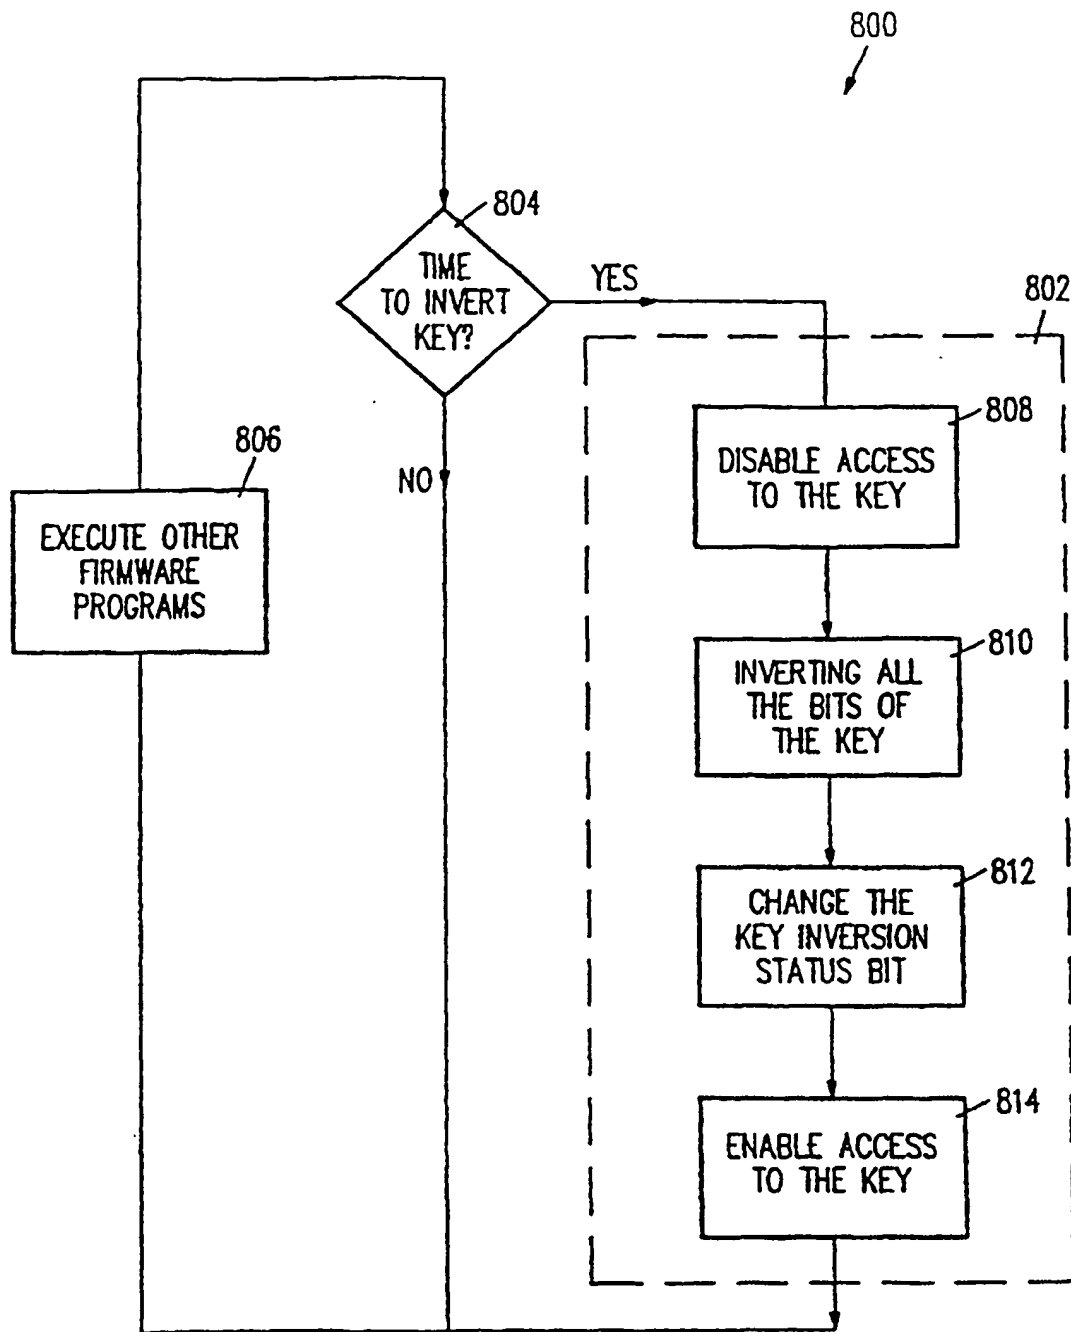 800
804
TIME
TO INVERT
KEY?
YES
802
808
DISABLE ACCESS
TO THE KEY
806
NO
EXECUTE OTHER
FIRMWARE
PROGRAMS
810
INVERTING ALL
THE BITS OF
THE KEY
812
CHANGE THE
KEY INVERSION
STATUS BIT
814
ENABLE ACCESS
TO THE KEY